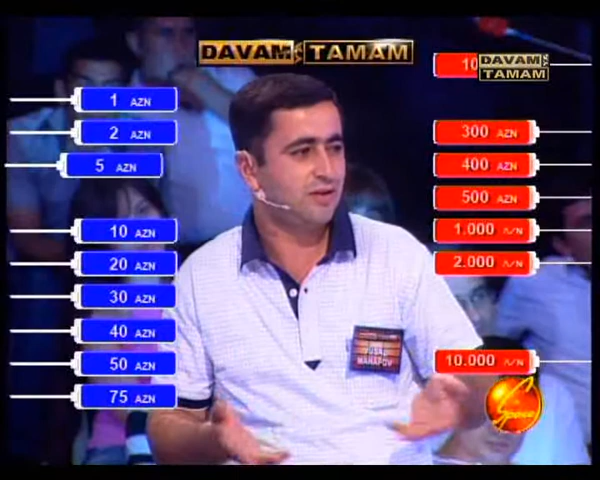 DAVAM TAMAM
10
DAVAM
TAMAM
1 AZN
2 AZN
5 AZN
10 AZN
20 AZN
30 AZN
40 AZN
50 AZN
75 AZN
300 AZN
400 AZN
500 AZN
1.000 AZN
2.000 AZN
10.000 AZN
MAHAPOV
Space